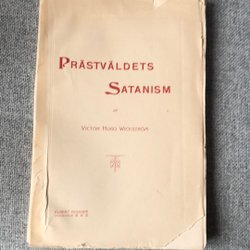 PRÄSTVÄLDETS
SATANISM
AF
VICTOR HUGO WICKSTRÖM